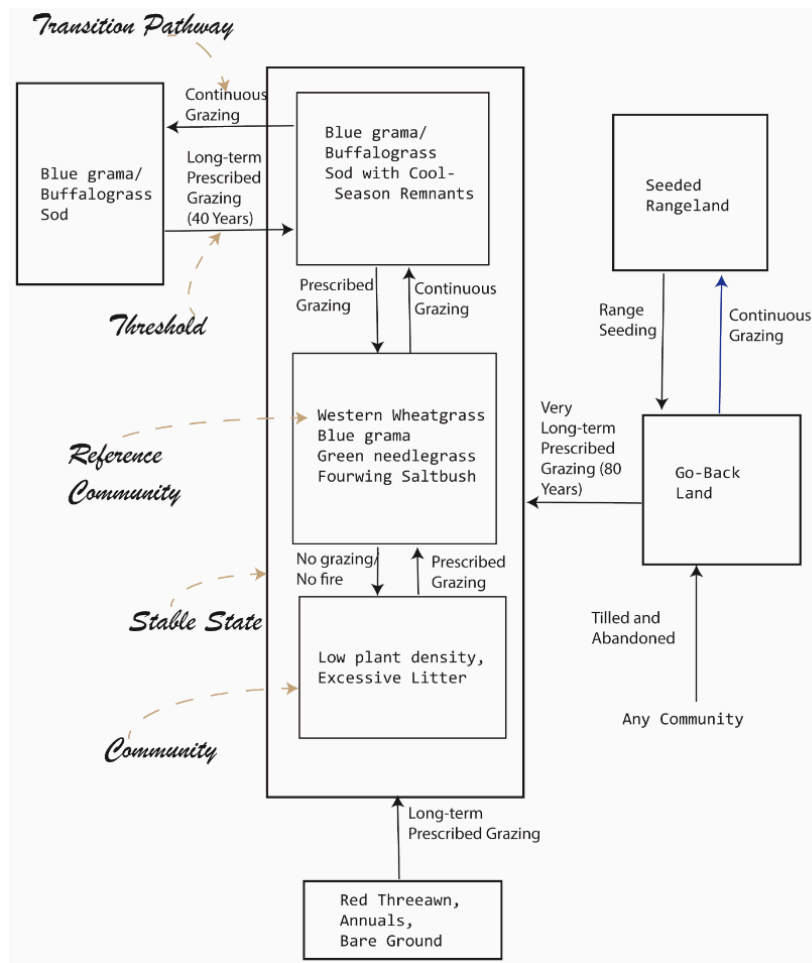 Transition Pathway
Continuous
Grazing
Blue grama/
Buffalograss
Sod
Long-term
Prescribed
Grazing
(40 Years)
Blue grama/
Buffalograss
Sod with Cool-
Season Remnants
Seeded
Rangeland
Threshold
Prescribed
Grazing
Continuous
Grazing
Range
Seeding
Continuous
Grazing
Reference
Community
Western Wheatgrass
Blue grama
Green needlegrass
Fourwing Saltbush
Very
Long-term
Prescribed
Grazing (80
Years)
Go-Back
Land
No grazing/
No fire
Prescribed
Grazing
Stable State
Tilled and
Abandoned
Low plant density,
Excessive Litter
Any Community
Community
Long-term
Prescribed Grazing
Red Threeawn,
Annuals,
Bare Ground